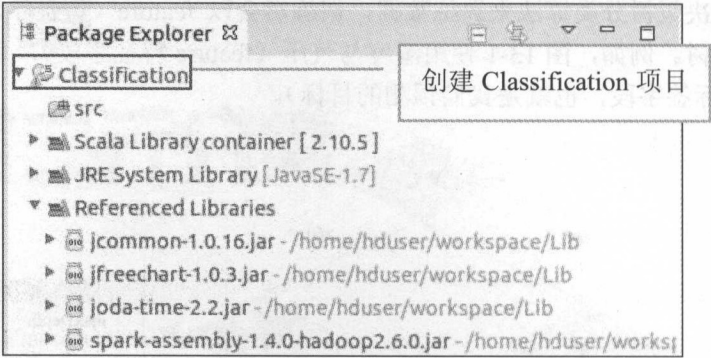 Package Explorer
创建 Classification 项目
Classification
src
Scala Library container [ 2.10.5 ]
JRE System Library [JavaSE-1.7]
Referenced Libraries
jcommon-1.0.16.jar - /home/hduser/workspace/Lib
jfreechart-1.0.3.jar - /home/hduser/workspace/Lib
joda-time-2.2.jar - /home/hduser/workspace/Lib
spark-assembly-1.4.0-hadoop2.6.0.jar - /home/hduser/works